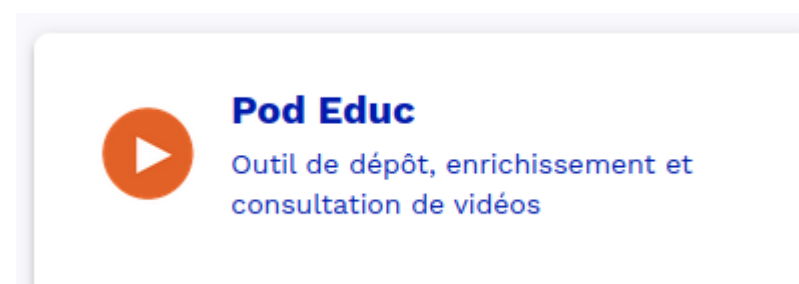 Pod Educ
Outil de dépôt, enrichissement et
consultation de vidéos